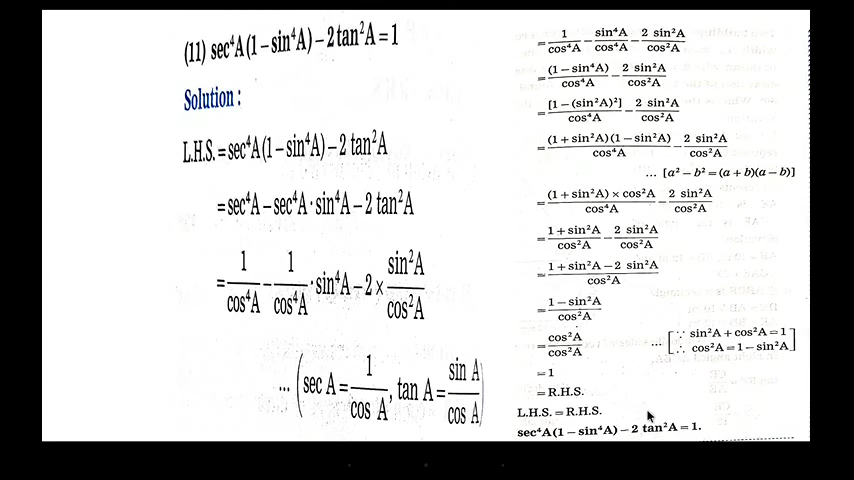 (11) sec⁴A(1−sin⁴A)−2tan²A=1
Solution :
L.H.S.=sec⁴A(1−sin⁴A)−2 tan²A
=sec⁴A−sec⁴A·sin⁴A−2 tan²A
=1/cos⁴A − 1/cos⁴A ·sin⁴A−2× sin²A/cos²A
... (sec A= 1/cos A, tan A= sin A/cos A)
= 1/cos⁴A − sin⁴A/cos⁴A − 2 sin²A/cos²A
= (1−sin⁴A)/cos⁴A − 2 sin²A/cos²A
= [1−(sin²A)²]/cos⁴A − 2 sin²A/cos²A
= (1+sin²A)(1−sin²A)/cos⁴A − 2 sin²A/cos²A
... [a²−b²=(a+b)(a−b)]
= (1+sin²A)×cos²A/cos⁴A − 2 sin²A/cos²A
= 1+sin²A/cos²A − 2 sin²A/cos²A
= 1+sin²A−2 sin²A/cos²A
= 1−sin²A/cos²A
= cos²A/cos²A ... [∵ sin²A+cos²A=1
∴ cos²A=1−sin²A]
=1
=R.H.S.
L.H.S.=R.H.S.
sec⁴A(1−sin⁴A)−2 tan²A=1.